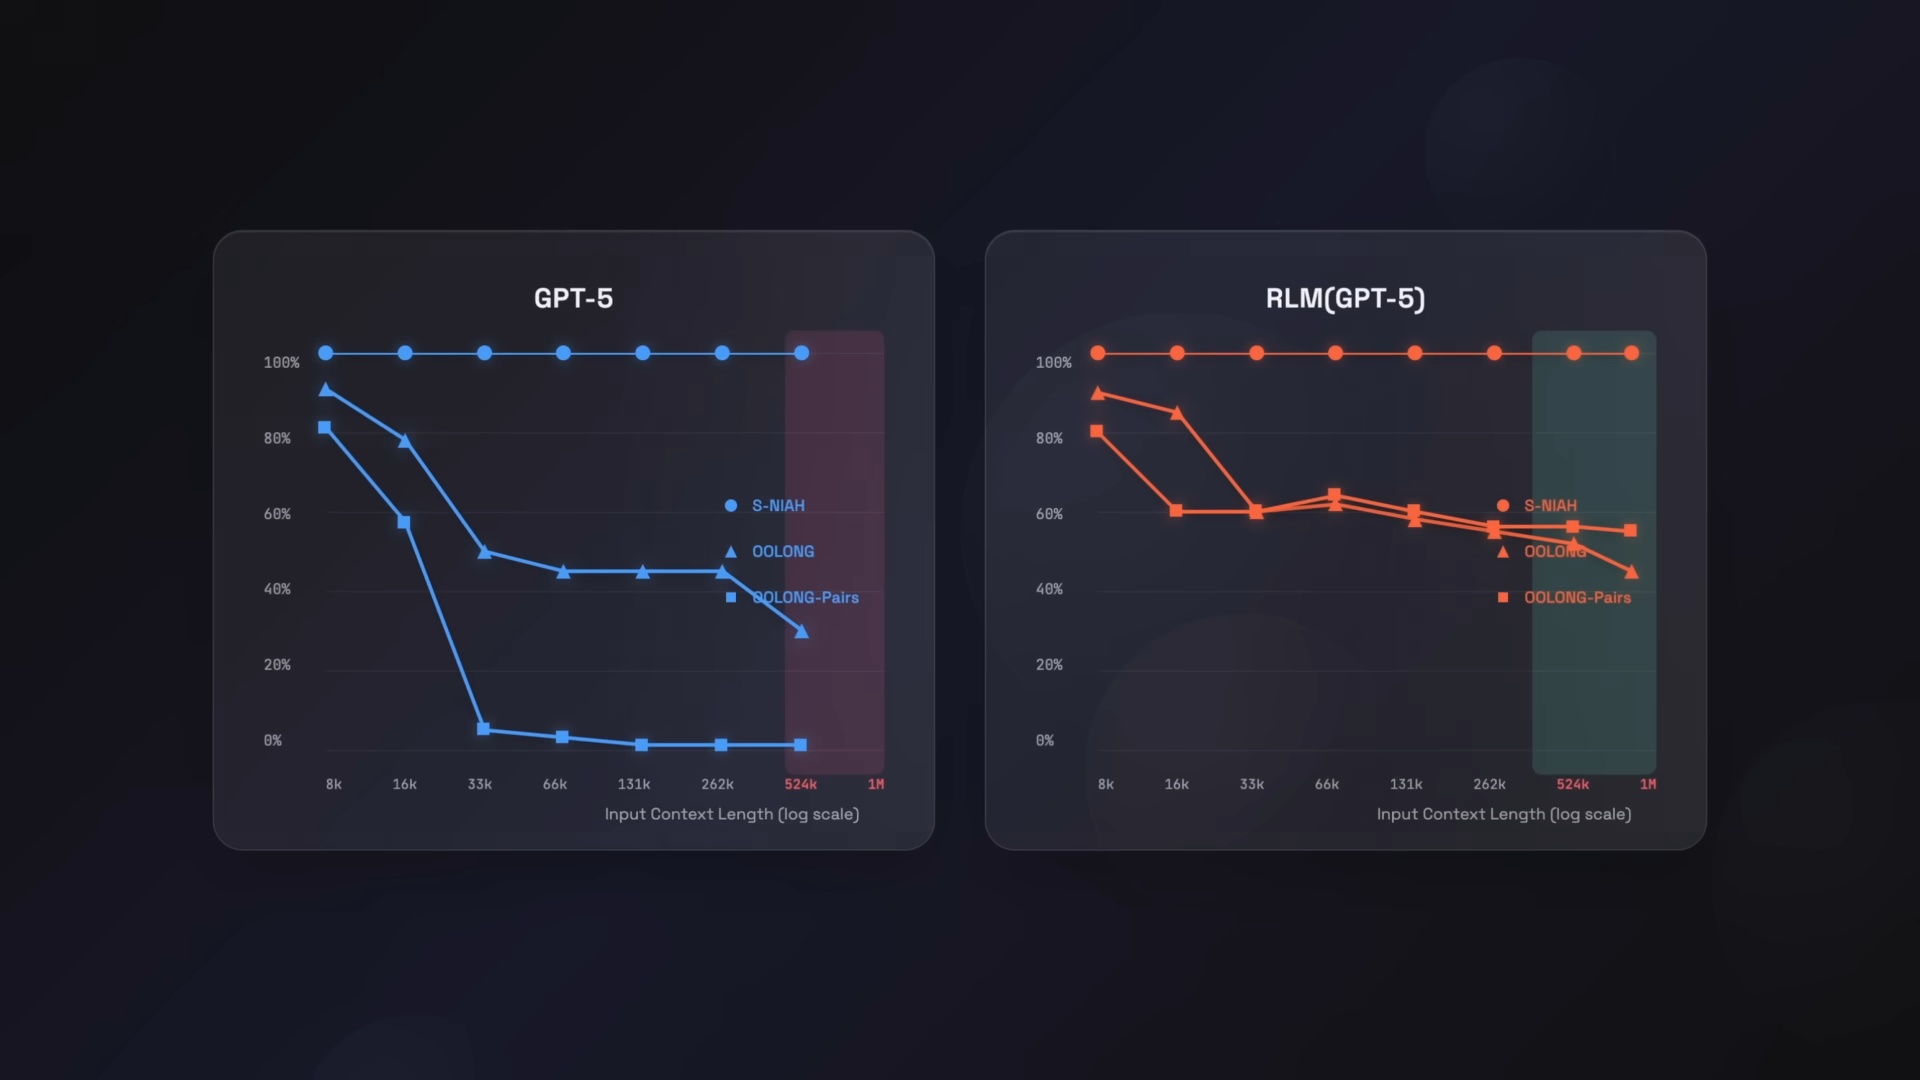 GPT-5
100%
80%
60%
40%
20%
0%
S-NIAH
OOLONG
OOLONG-Pairs
8k 16k 33k 66k 131k 262k 524k 1M
Input Context Length (log scale)
RLM(GPT-5)
100%
80%
60%
40%
20%
0%
S-NIAH
OOLONG
OOLONG-Pairs
8k 16k 33k 66k 131k 262k 524k 1M
Input Context Length (log scale)